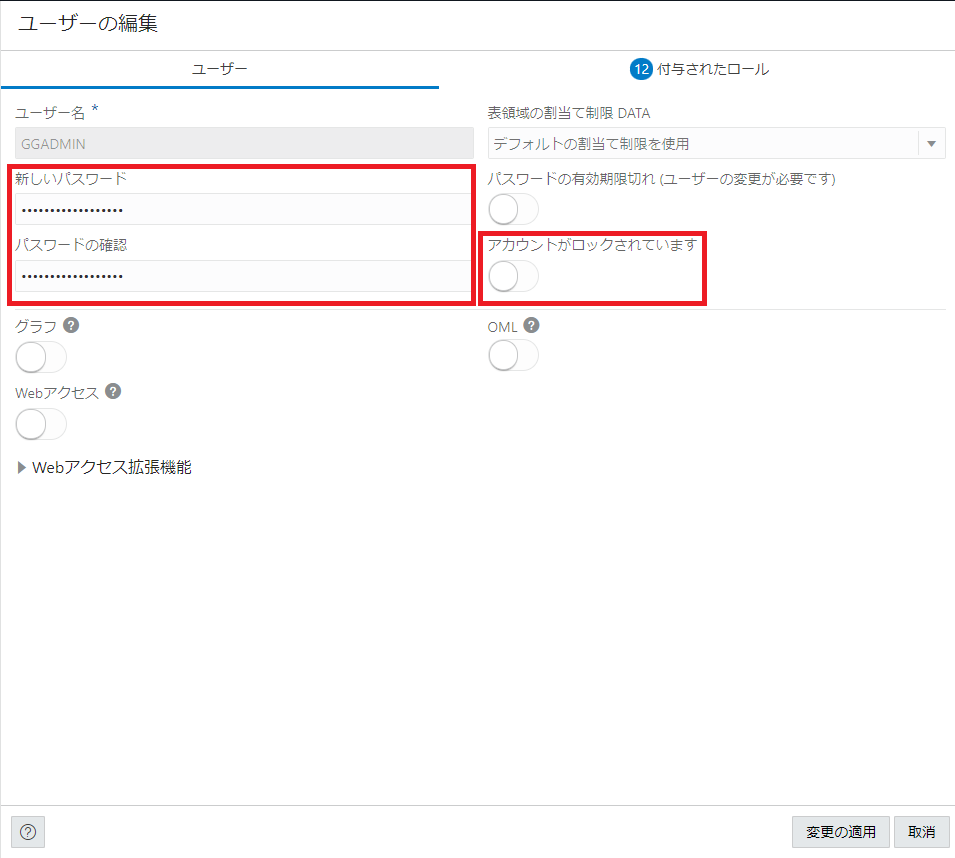 ユーザーの編集
ユーザー
12 付与されたロール
ユーザー名 *
GGADMIN
表領域の割当て制限 DATA
デフォルトの割当て制限を使用
新しいパスワード
••••••••••••••••••
パスワードの有効期限切れ (ユーザーの変更が必要です)
パスワードの確認
••••••••••••••••••
アカウントがロックされています
グラフ ?
OML ?
Webアクセス ?
Webアクセス拡張機能
?
変更の適用
取消